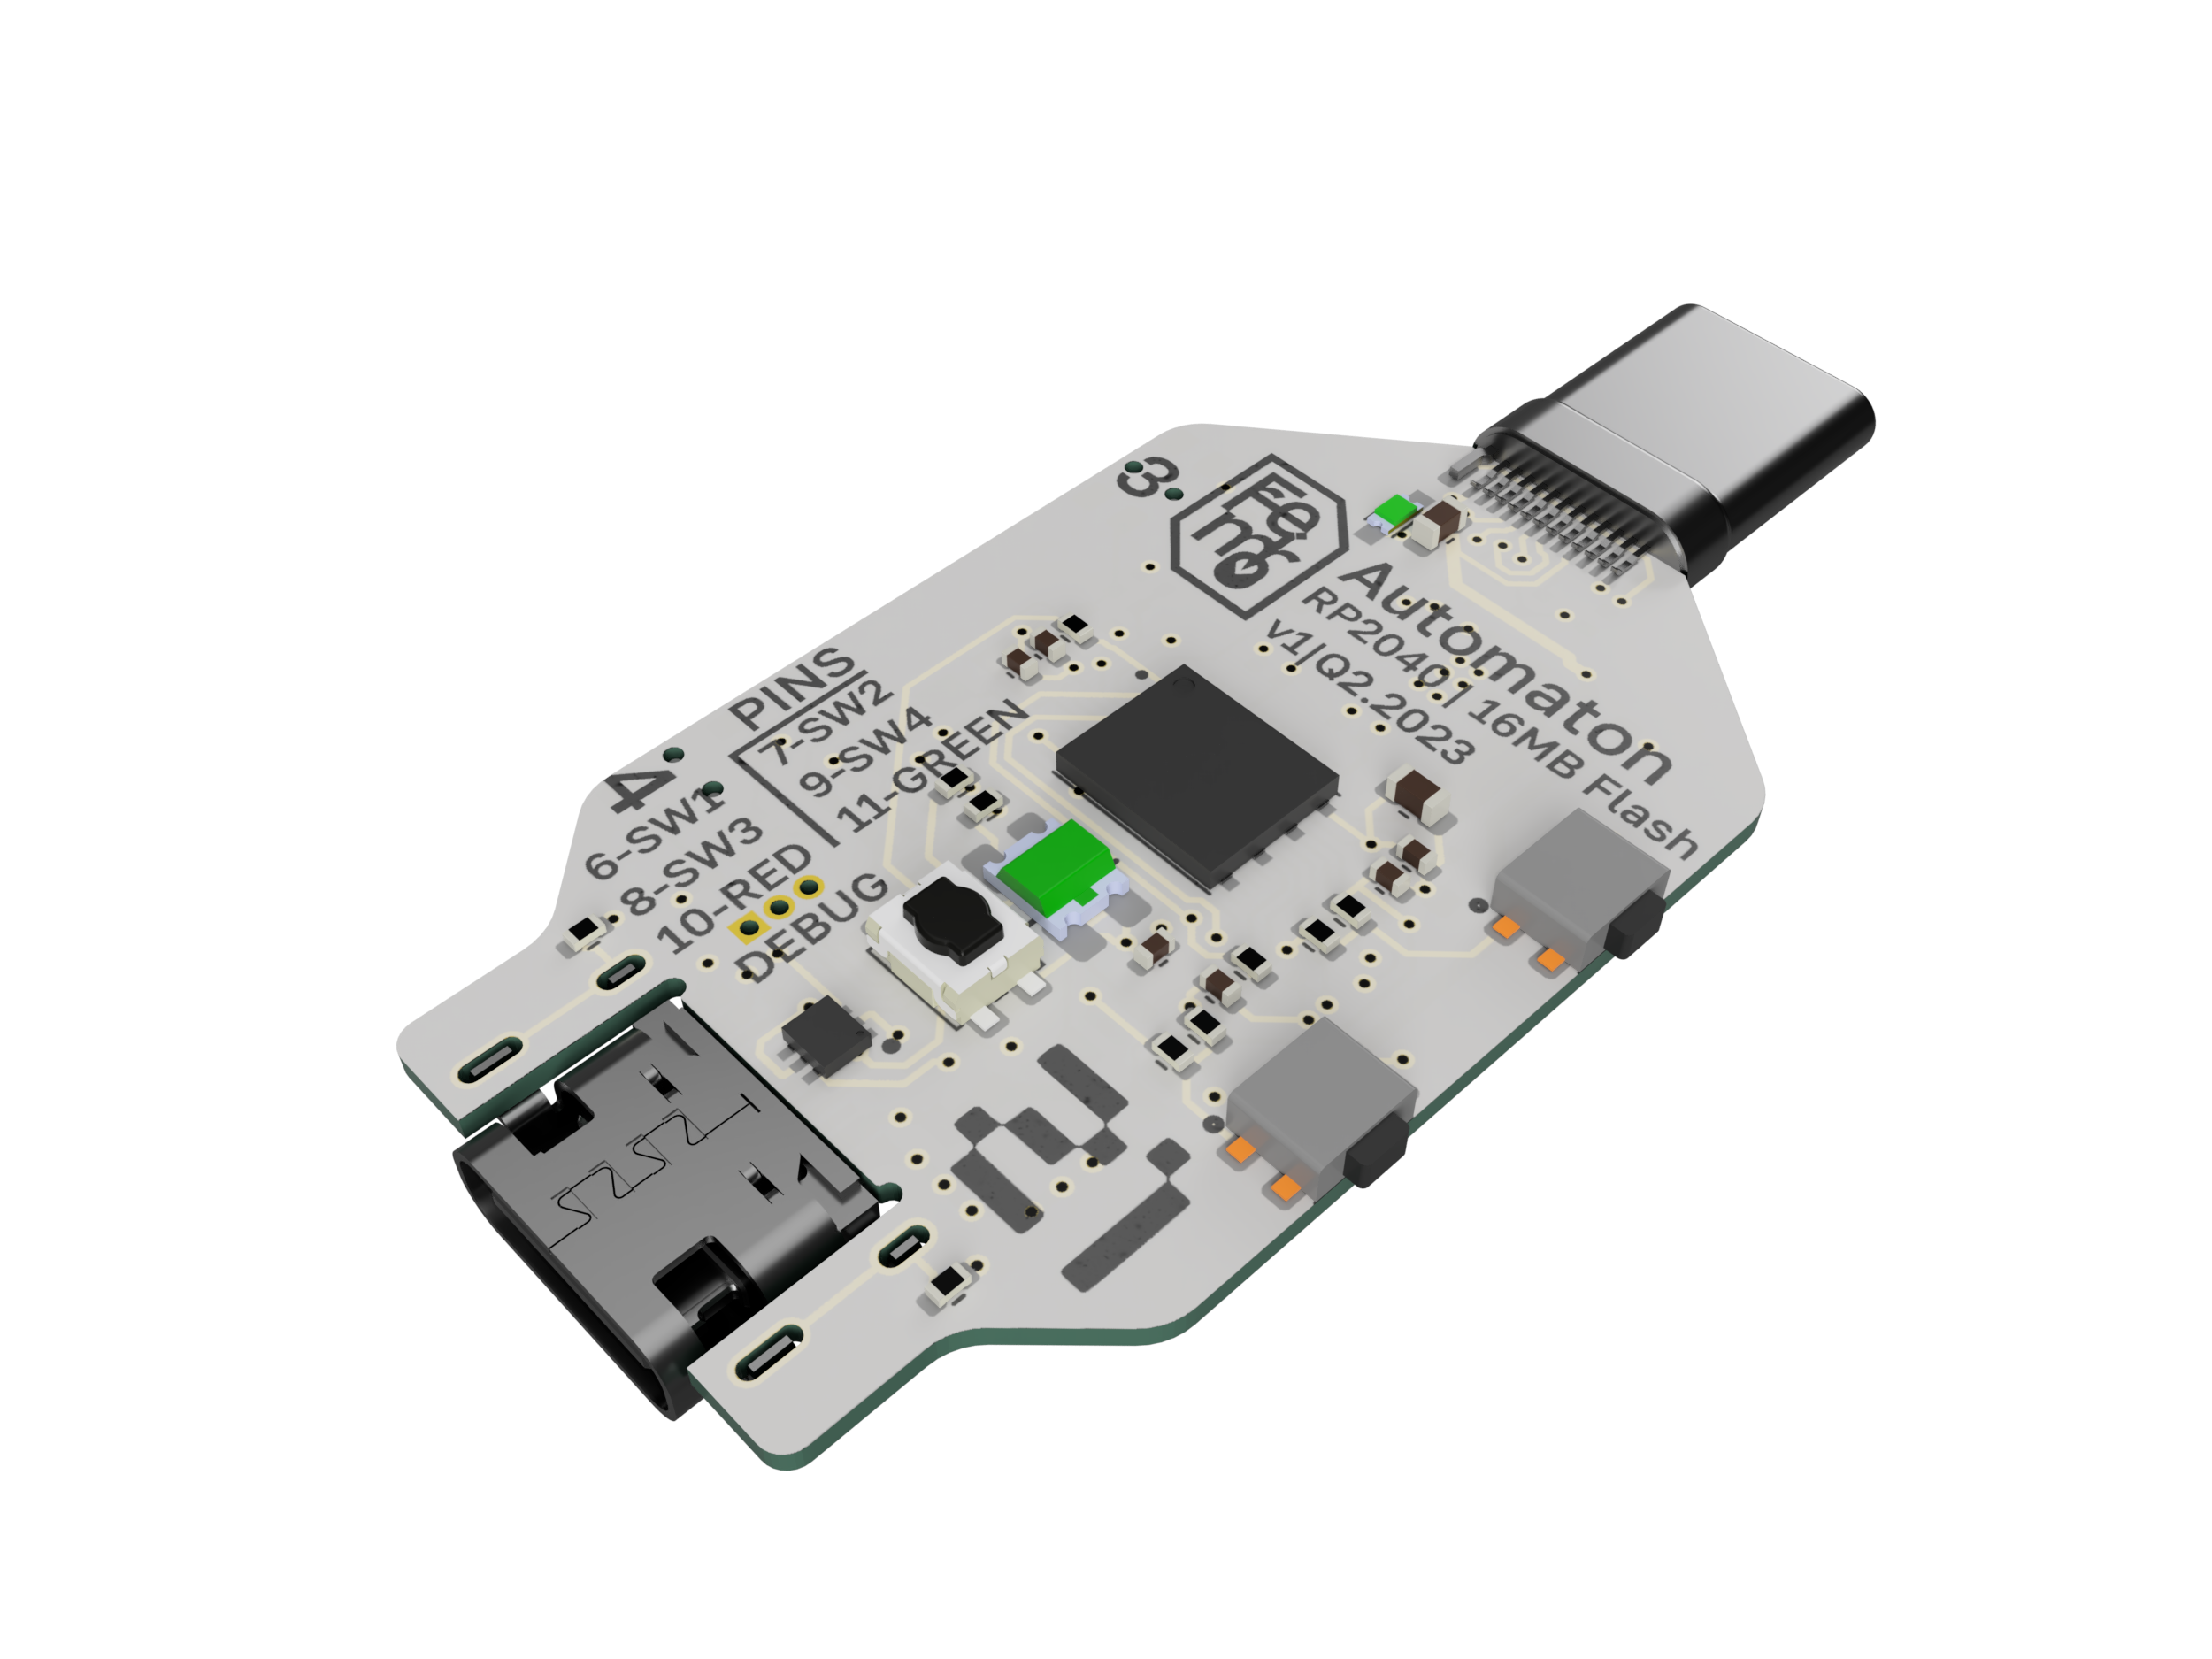 3
Automaton
RP2040 | 16MB Flash
v1|Q2.2023
PINS
7-SW2
9-SW4
11-GREEN
4
6-SW1
8-SW3
10-RED
DEBUG